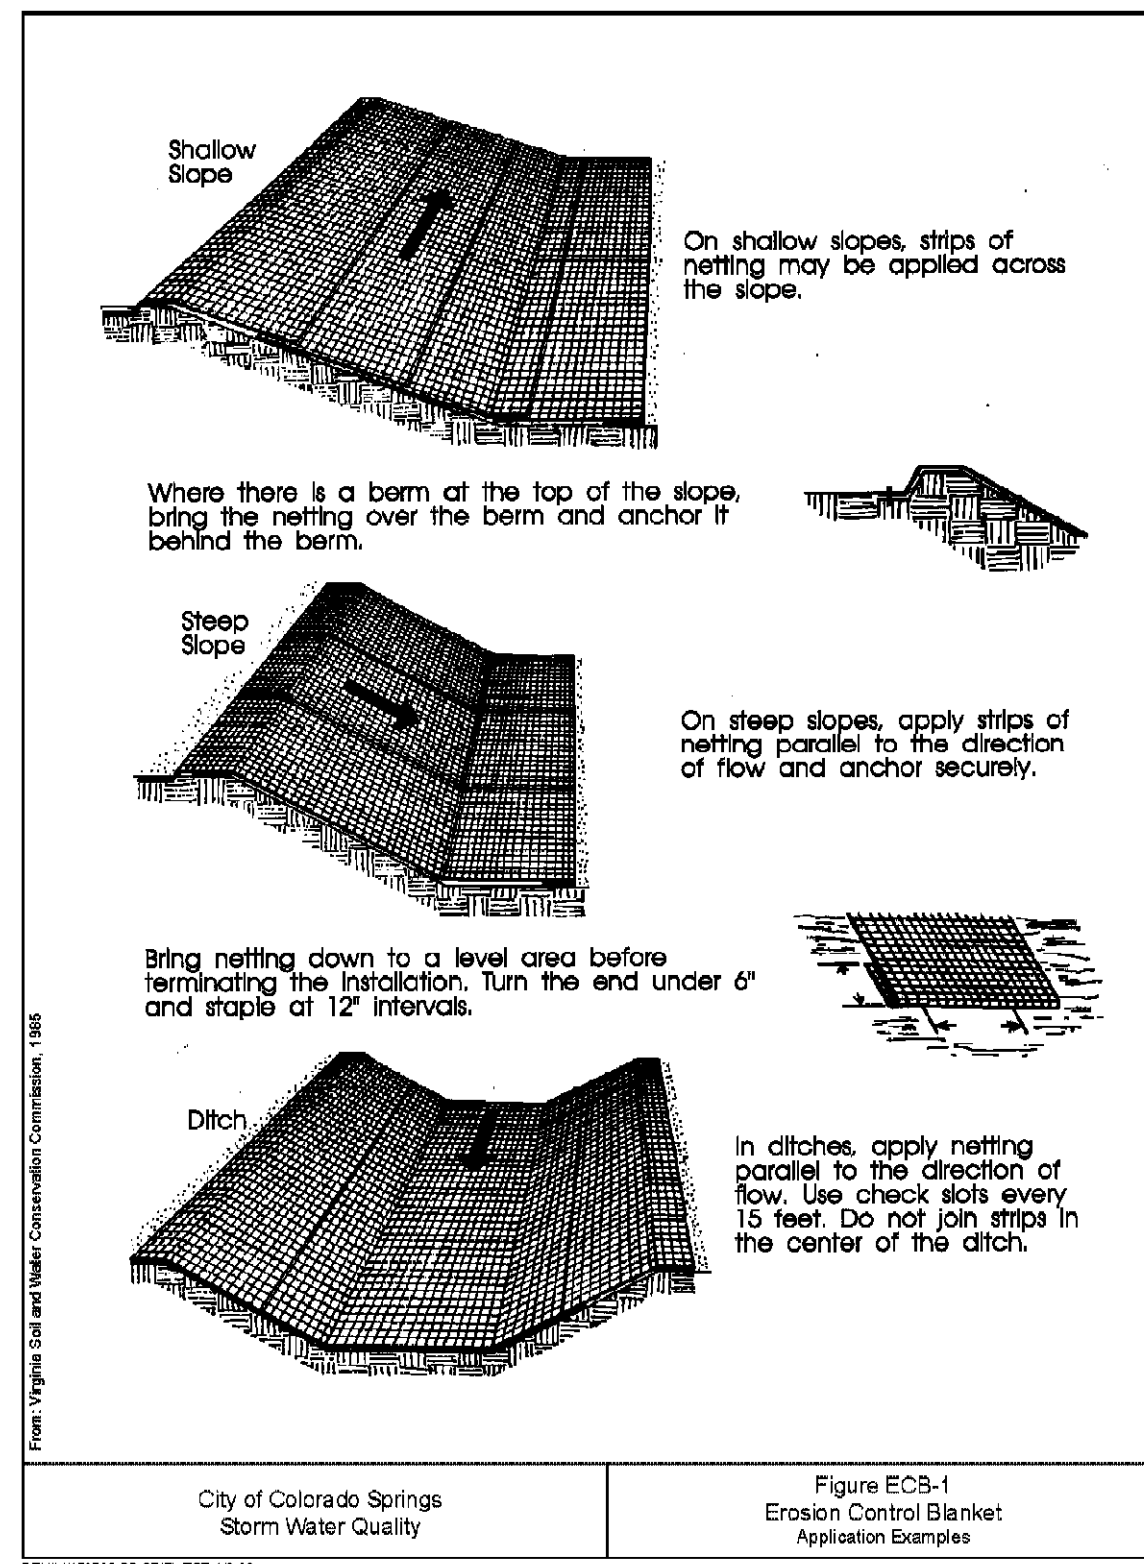 Shallow
Slope
On shallow slopes, strips of
netting may be applied across
the slope.
Where there is a berm at the top of the slope,
bring the netting over the berm and anchor it
behind the berm.
Steep
Slope
On steep slopes, apply strips of
netting parallel to the direction
of flow and anchor securely.
Bring netting down to a level area before
terminating the installation. Turn the end under 6"
and staple at 12" intervals.
Ditch
In ditches, apply netting
parallel to the direction of
flow. Use check slots every
15 feet. Do not join strips in
the center of the ditch.
From: Virginia Soil and Water Conservation Commission, 1985
City of Colorado Springs
Storm Water Quality
Figure ECB-1
Erosion Control Blanket
Application Examples